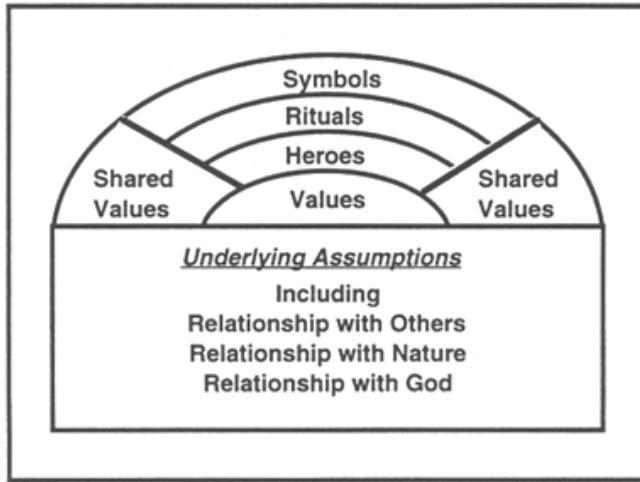 Symbols
Rituals
Heroes
Values
Shared
Values
Shared
Values
Underlying Assumptions
Including
Relationship with Others
Relationship with Nature
Relationship with God